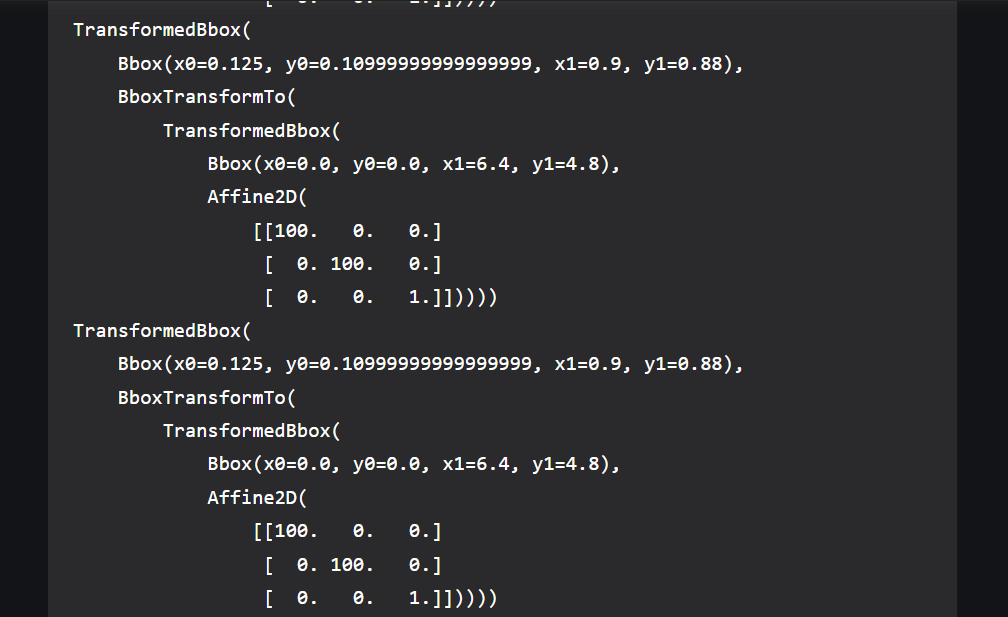 [ 0. 0. 1.]])))))
TransformedBbox(
    Bbox(x0=0.125, y0=0.10999999999999999, x1=0.9, y1=0.88),
    BboxTransformTo(
        TransformedBbox(
            Bbox(x0=0.0, y0=0.0, x1=6.4, y1=4.8),
            Affine2D(
                [[100.   0.   0.]
                 [  0. 100.   0.]
                 [  0.   0.   1.]])))))
TransformedBbox(
    Bbox(x0=0.125, y0=0.10999999999999999, x1=0.9, y1=0.88),
    BboxTransformTo(
        TransformedBbox(
            Bbox(x0=0.0, y0=0.0, x1=6.4, y1=4.8),
            Affine2D(
                [[100.   0.   0.]
                 [  0. 100.   0.]
                 [  0.   0.   1.]])))))